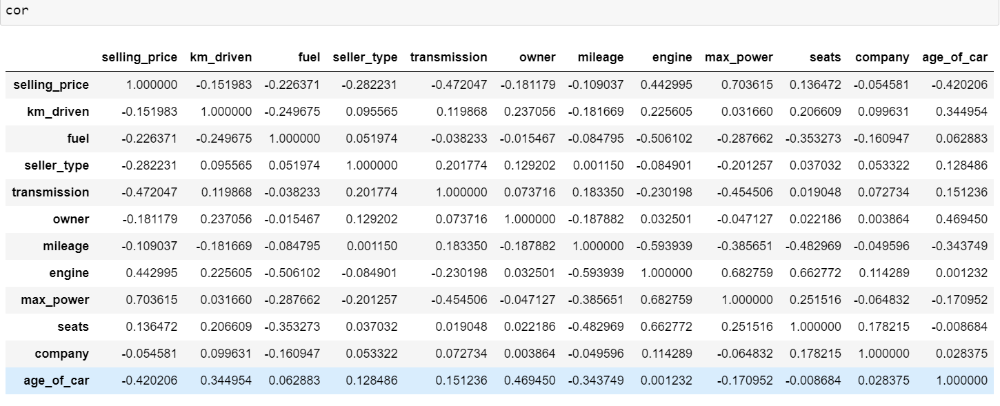 cor
selling_price km_driven fuel seller_type transmission owner mileage engine max_power seats company age_of_car
selling_price 1.000000 -0.151983 -0.226371 -0.282231 -0.472047 -0.181179 -0.109037 0.442995 0.703615 0.136472 -0.054581 -0.420206
km_driven -0.151983 1.000000 -0.249675 0.095565 0.119868 0.237056 -0.181669 0.225605 0.031660 0.206609 0.099631 0.344954
fuel -0.226371 -0.249675 1.000000 0.051974 -0.038233 -0.015467 -0.084795 -0.506102 -0.287662 -0.353273 -0.160947 0.062883
seller_type -0.282231 0.095565 0.051974 1.000000 0.201774 0.129202 0.001150 -0.084901 -0.201257 0.037032 0.053322 0.128486
transmission -0.472047 0.119868 -0.038233 0.201774 1.000000 0.073716 0.183350 -0.230198 -0.454506 0.019048 0.072734 0.151236
owner -0.181179 0.237056 -0.015467 0.129202 0.073716 1.000000 -0.187882 0.032501 -0.047127 0.022186 0.003864 0.469450
mileage -0.109037 -0.181669 -0.084795 0.001150 0.183350 -0.187882 1.000000 -0.593939 -0.385651 -0.482969 -0.049596 -0.343749
engine 0.442995 0.225605 -0.506102 -0.084901 -0.230198 0.032501 -0.593939 1.000000 0.682759 0.662772 0.114289 0.001232
max_power 0.703615 0.031660 -0.287662 -0.201257 -0.454506 -0.047127 -0.385651 0.682759 1.000000 0.251516 -0.064832 -0.170952
seats 0.136472 0.206609 -0.353273 0.037032 0.019048 0.022186 -0.482969 0.662772 0.251516 1.000000 0.178215 -0.008684
company -0.054581 0.099631 -0.160947 0.053322 0.072734 0.003864 -0.049596 0.114289 -0.064832 0.178215 1.000000 0.028375
age_of_car -0.420206 0.344954 0.062883 0.128486 0.151236 0.469450 -0.343749 0.001232 -0.170952 -0.008684 0.028375 1.000000